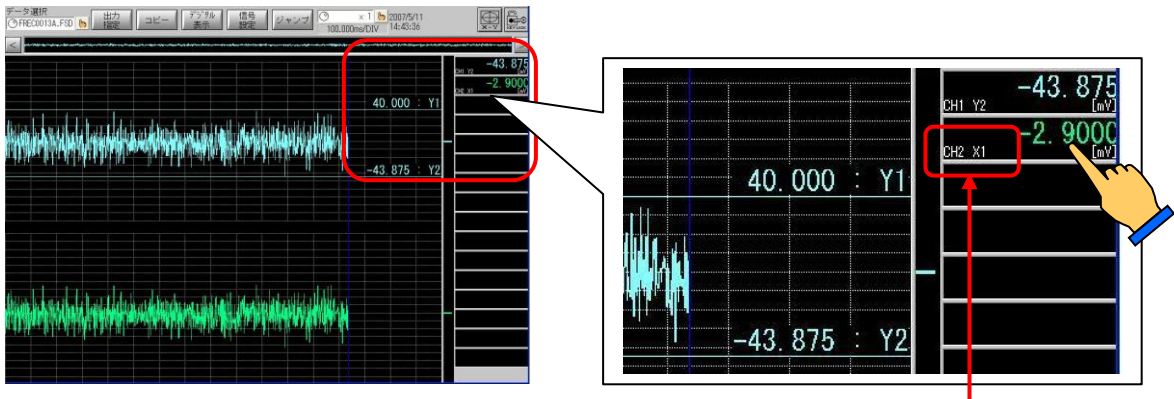 データ選択
FREC0013A.FSD
出力
指定
コピー
デジタル
表示
信号
設定
ジャンプ
× 1
100.000ms/DIV
2007/5/11
14:43:36
X-Y
<
-43.875
CH1 Y2 [mV]
-2.9000
CH2 X1 [mV]
40.000 : Y1
-43.875 : Y2
-43.875
CH1 Y2 [mV]
-2.9000
CH2 X1 [mV]
40.000 : Y1
-43.875 : Y2